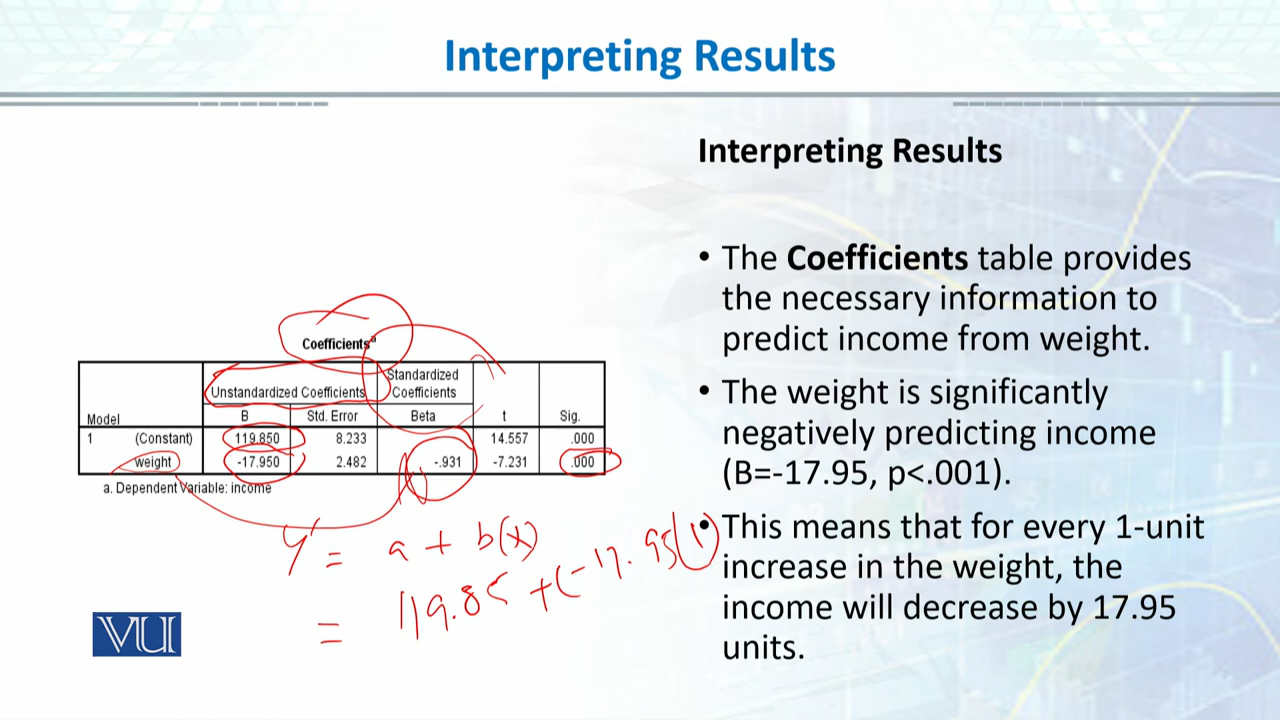 Interpreting Results
Interpreting Results
• The Coefficients table provides
the necessary information to
predict income from weight.
• The weight is significantly
negatively predicting income
(B=-17.95, p<.001).
• This means that for every 1-unit
increase in the weight, the
income will decrease by 17.95
units.
Coefficientsᵃ
Model Unstandardized Coefficients Standardized Coefficients t Sig.
B Std. Error Beta
1 (Constant) 119.850 8.233 14.557 .000
weight -17.950 2.482 -.931 -7.231 .000
a. Dependent Variable: income
Y' = a + b(x)
= 119.85 + (-17.95(1)
VU